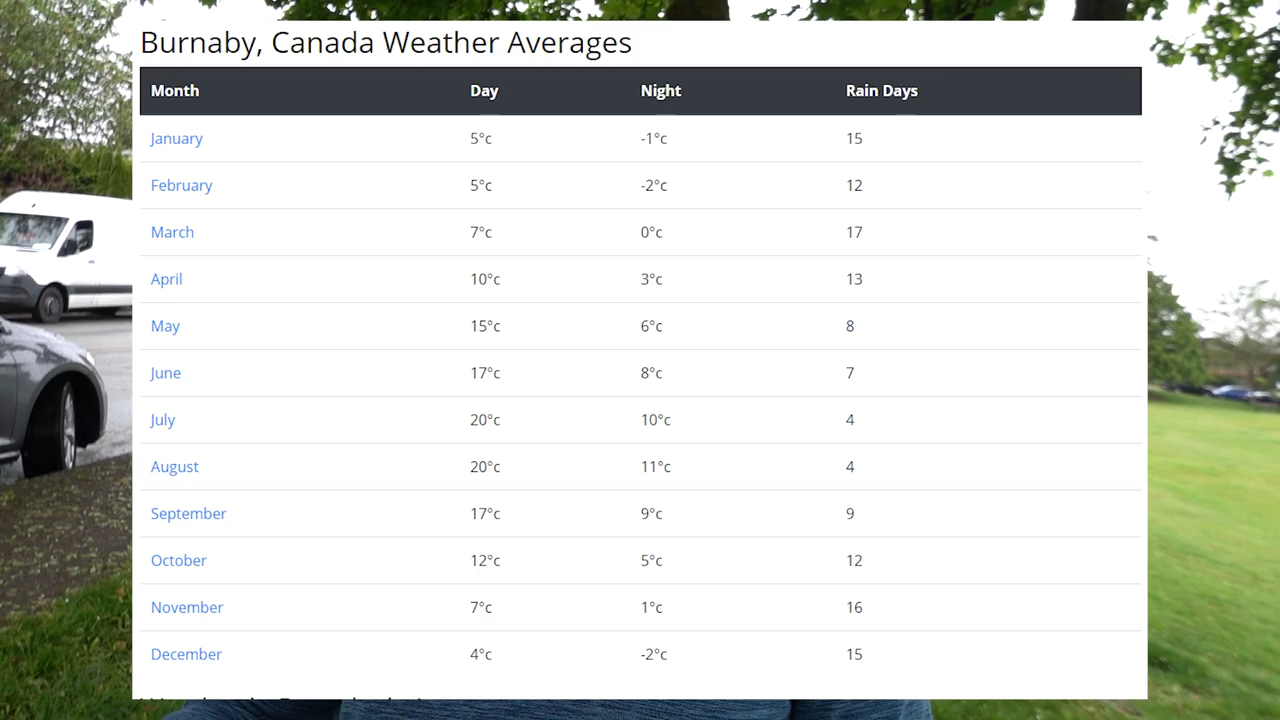 Burnaby, Canada Weather Averages
Month Day Night Rain Days
January 5°c -1°c 15
February 5°c -2°c 12
March 7°c 0°c 17
April 10°c 3°c 13
May 15°c 6°c 8
June 17°c 8°c 7
July 20°c 10°c 4
August 20°c 11°c 4
September 17°c 9°c 9
October 12°c 5°c 12
November 7°c 1°c 16
December 4°c -2°c 15